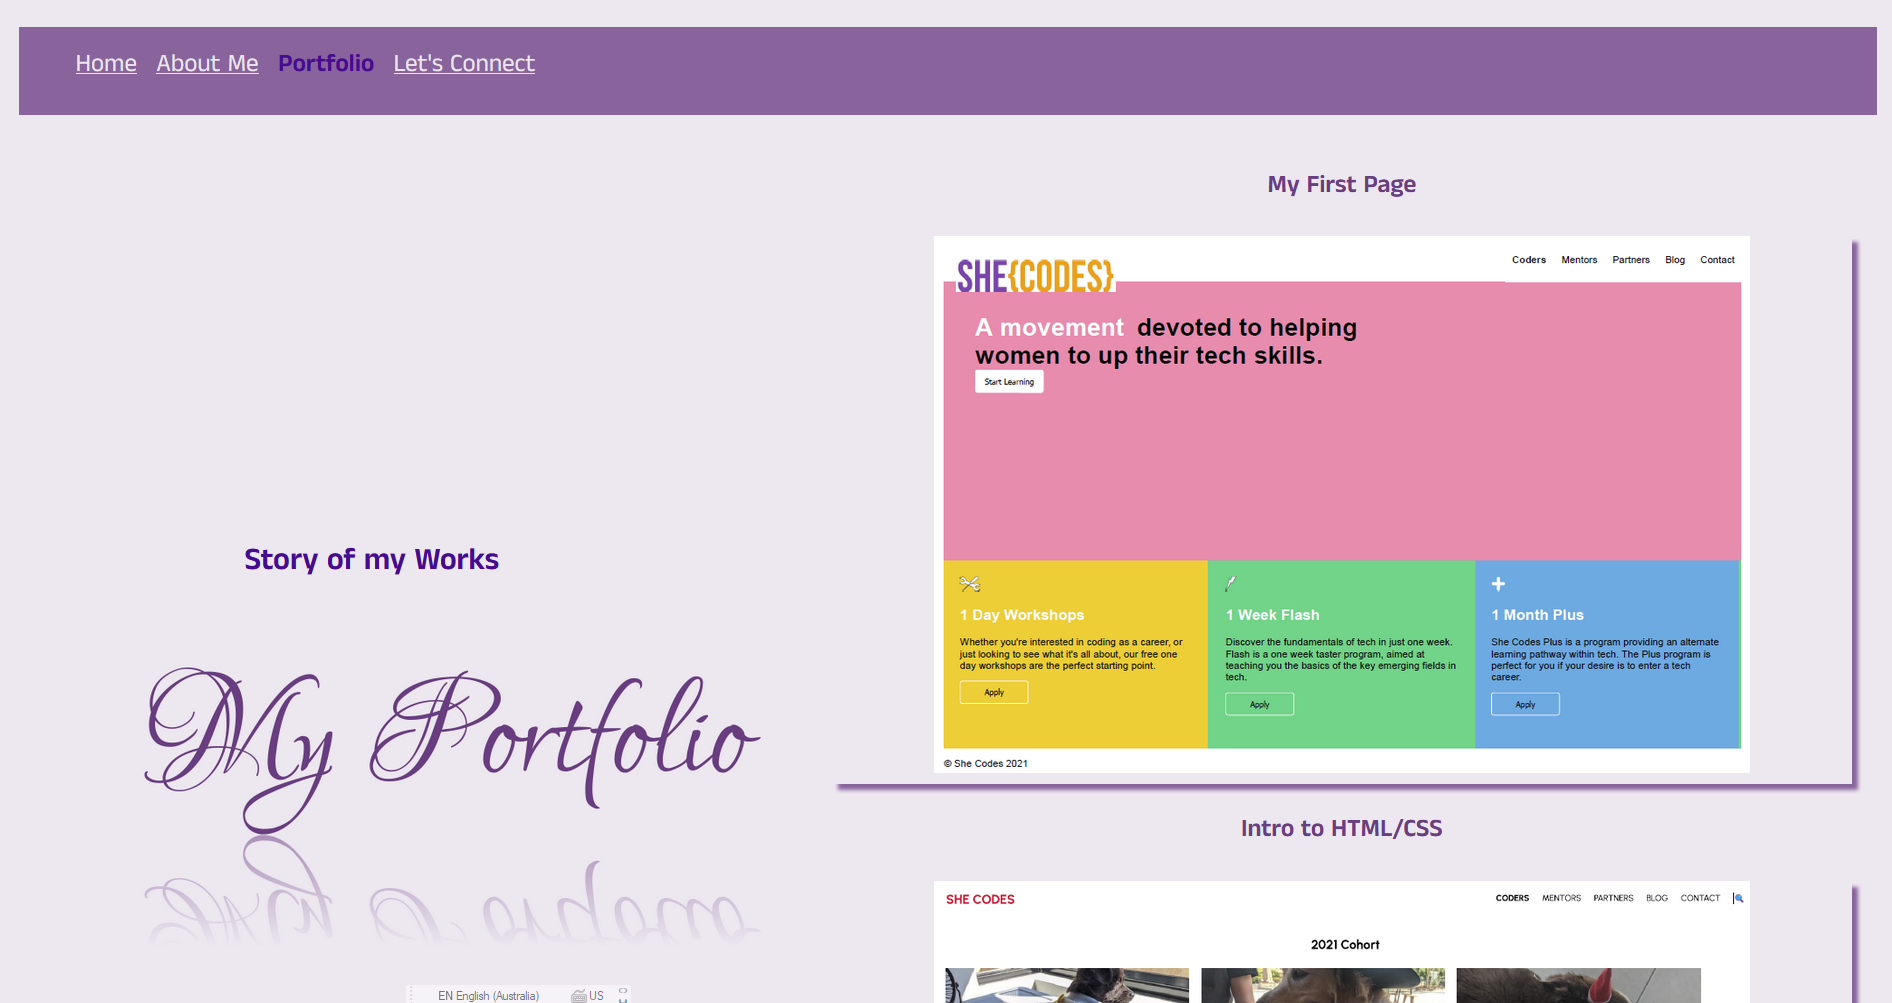 Home About Me Portfolio Let's Connect
Story of my Works
My Portfolio
EN English (Australia) US
My First Page
SHE{CODES}
Coders Mentors Partners Blog Contact
A movement devoted to helping
women to up their tech skills.
Start Learning
1 Day Workshops
Whether you're interested in coding as a career, or
just looking to see what it's all about, our free one
day workshops are the perfect starting point.
Apply
1 Week Flash
Discover the fundamentals of tech in just one week.
Flash is a one week taster program, aimed at
teaching you the basics of the key emerging fields in
tech.
Apply
1 Month Plus
She Codes Plus is a program providing an alternate
learning pathway within tech. The Plus program is
perfect for you if your desire is to enter a tech
career.
Apply
© She Codes 2021
Intro to HTML/CSS
SHE CODES
CODERS MENTORS PARTNERS BLOG CONTACT
2021 Cohort